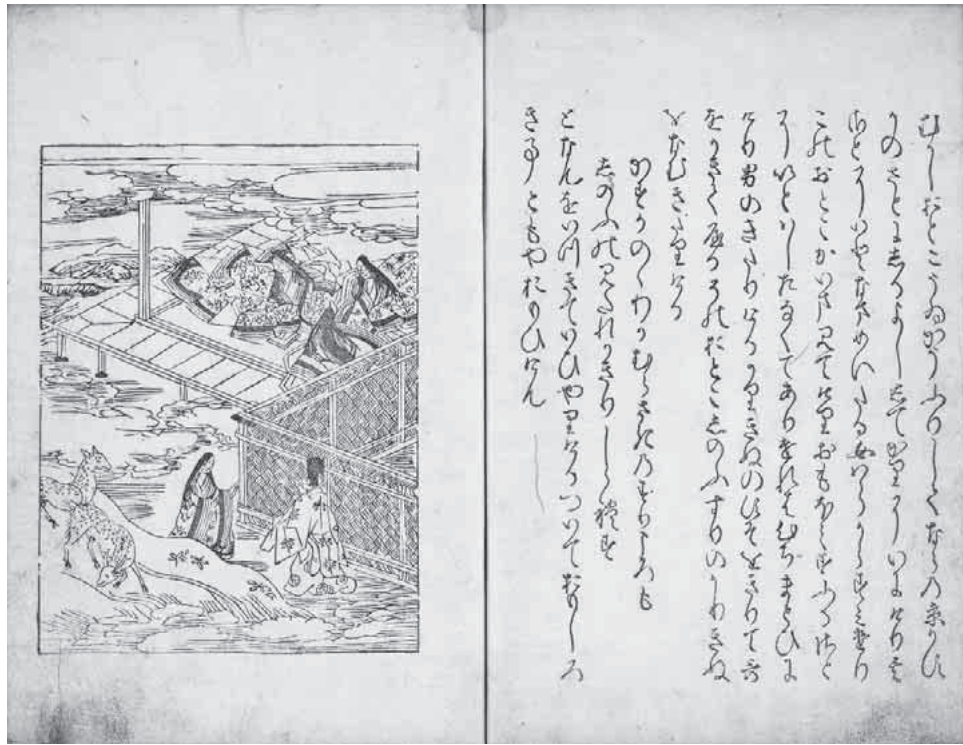 むかしおとこうゐかうふりしてならの京かす
かのさとにしるよししてかりにいにけり其
さとにいとなまめいたる女はらからすみけり
このおとこかいまみてけりおもほえすふるさと
にいとはしたなくてありけれはこゝちまとひに
けり男のきたりけるかりきぬのすそをきりて哥
をかきてやるそのおとこしのふすりのかりきぬ
をなむきたりける
かすかのゝわかむらさきのすりころも
しのふのみたれかきりしられす
となんをいつきていひやりけるついておもしろ
き事ともやおもひけん